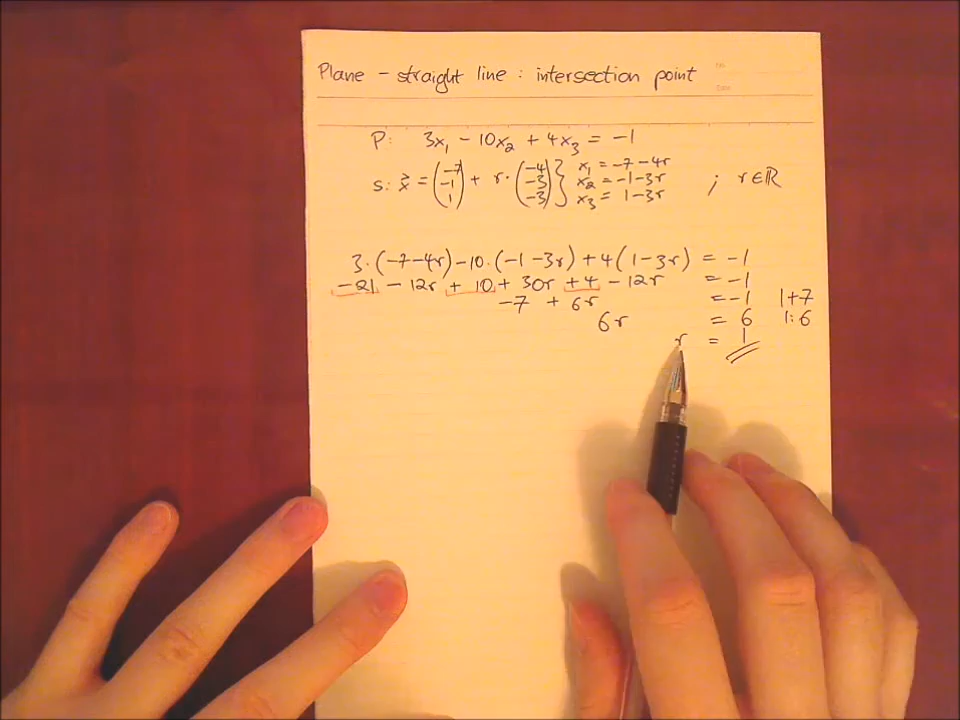 Plane - straight line : intersection point
P: 3x₁ - 10x₂ + 4x₃ = -1
s: x⃗ = (-7 -1 1) + r · (-4 -3 -3) } x₁ = -7 - 4r x₂ = -1 - 3r x₃ = 1 - 3r ; r ∈ ℝ
3 · (-7 - 4r) - 10 · (-1 - 3r) + 4 (1 - 3r) = -1
-21 - 12r + 10 + 30r + 4 - 12r = -1
-7 + 6r = -1 | +7
6r = 6 | : 6
r = 1